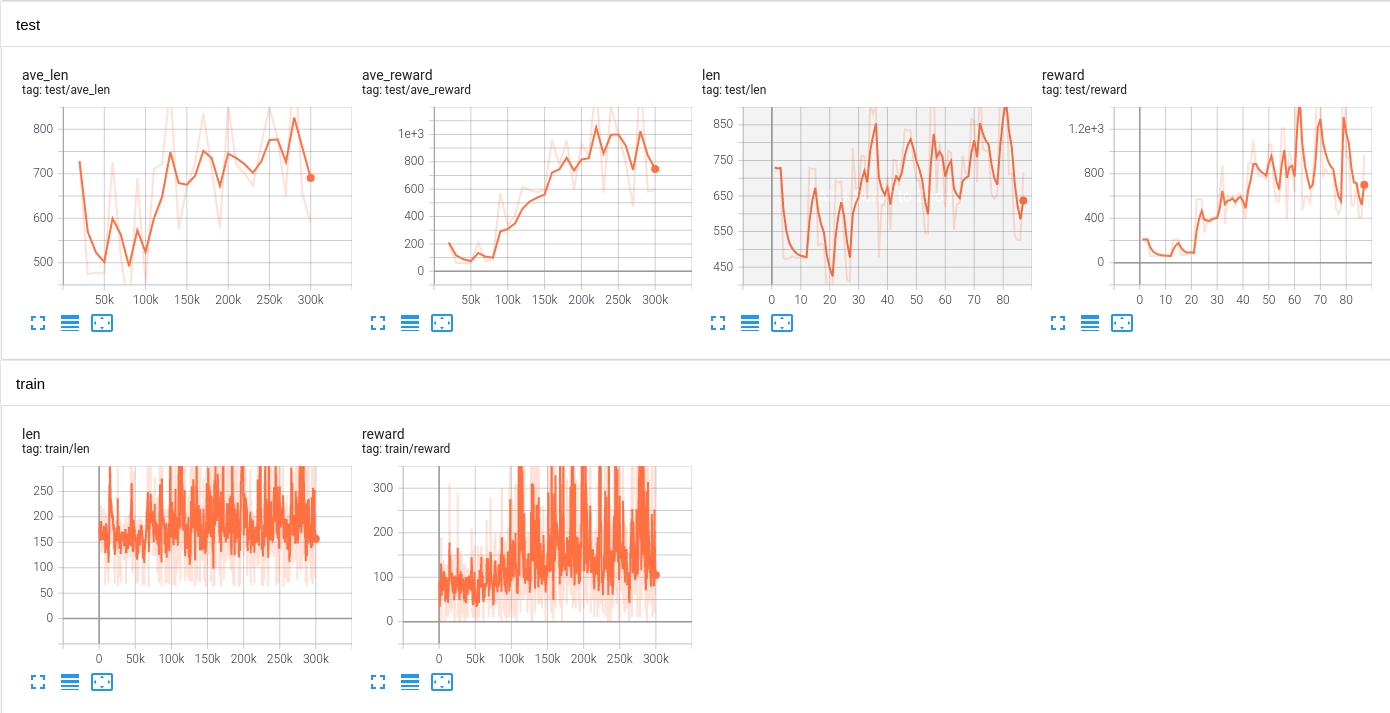 test
ave_len
tag: test/ave_len
800
700
600
500
50k 100k 150k 200k 250k 300k
ave_reward
tag: test/ave_reward
1e+3
800
600
400
200
0
50k 100k 150k 200k 250k 300k
len
tag: test/len
850
750
650
550
450
0 10 20 30 40 50 60 70 80
reward
tag: test/reward
1.2e+3
800
400
0
0 10 20 30 40 50 60 70 80
train
len
tag: train/len
250
200
150
100
50
0
0 50k 100k 150k 200k 250k 300k
reward
tag: train/reward
300
200
100
0
0 50k 100k 150k 200k 250k 300k